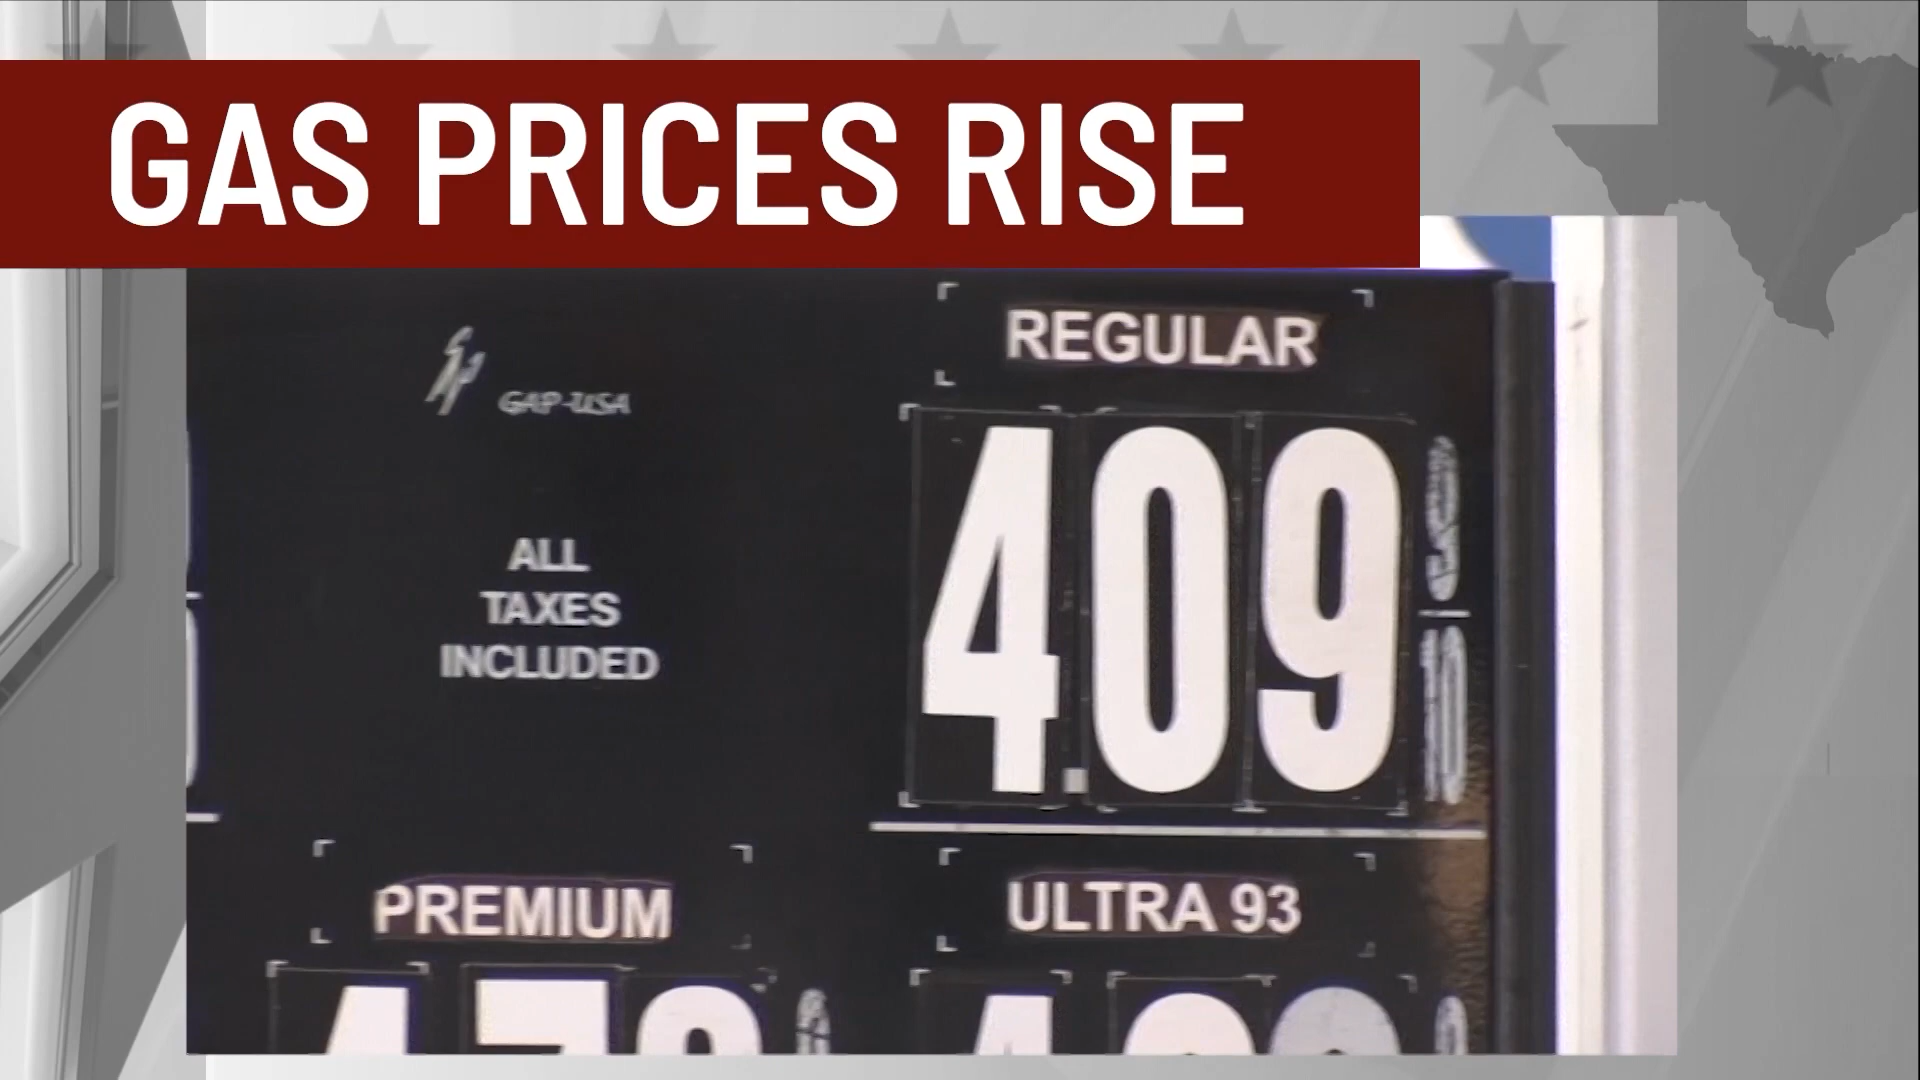 GAS PRICES RISE
REGULAR
GAP-USA
409
ALL
TAXES
INCLUDED
PREMIUM
ULTRA 93